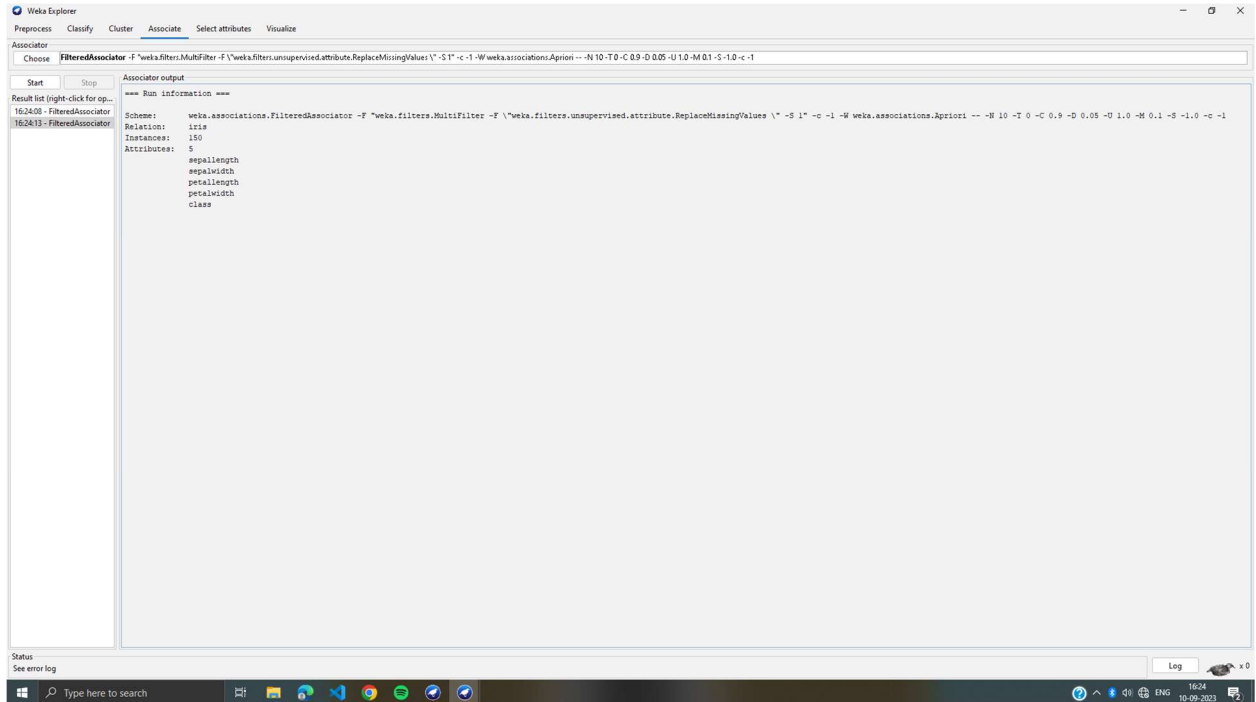 Weka Explorer
Preprocess Classify Cluster Associate Select attributes Visualize
Associator
Choose FilteredAssociator -F "weka.filters.MultiFilter -F \"weka.filters.unsupervised.attribute.ReplaceMissingValues \" -S 1" -c -1 -W weka.associations.Apriori -- -N 10 -T 0 -C 0.9 -D 0.05 -U 1.0 -M 0.1 -S -1.0 -c -1
Start Stop
Result list (right-click for op...
16:24:08 - FilteredAssociator
16:24:13 - FilteredAssociator
Associator output
=== Run information ===
Scheme: weka.associations.FilteredAssociator -F "weka.filters.MultiFilter -F \"weka.filters.unsupervised.attribute.ReplaceMissingValues \" -S 1" -c -1 -W weka.associations.Apriori -- -N 10 -T 0 -C 0.9 -D 0.05 -U 1.0 -M 0.1 -S -1.0 -c -1
Relation: iris
Instances: 150
Attributes: 5
sepallength
sepalwidth
petallength
petalwidth
class
Status
See error log
Log x 0
Type here to search
ENG
16:24
10-09-2023
2